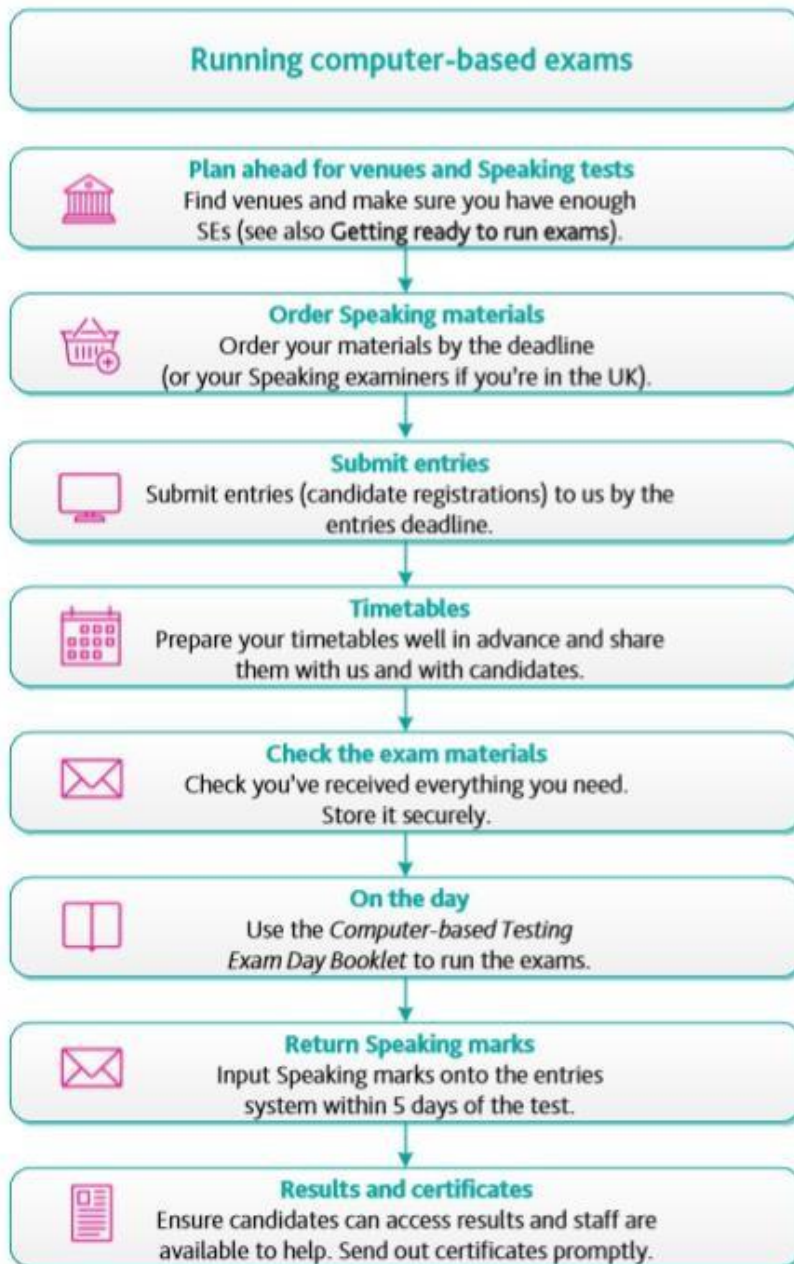 Running computer-based exams
Plan ahead for venues and Speaking tests
Find venues and make sure you have enough
SEs (see also Getting ready to run exams).
Order Speaking materials
Order your materials by the deadline
(or your Speaking examiners if you're in the UK).
Submit entries
Submit entries (candidate registrations) to us by the
entries deadline.
Timetables
Prepare your timetables well in advance and share
them with us and with candidates.
Check the exam materials
Check you've received everything you need.
Store it securely.
On the day
Use the Computer-based Testing
Exam Day Booklet to run the exams.
Return Speaking marks
Input Speaking marks onto the entries
system within 5 days of the test.
Results and certificates
Ensure candidates can access results and staff are
available to help. Send out certificates promptly.